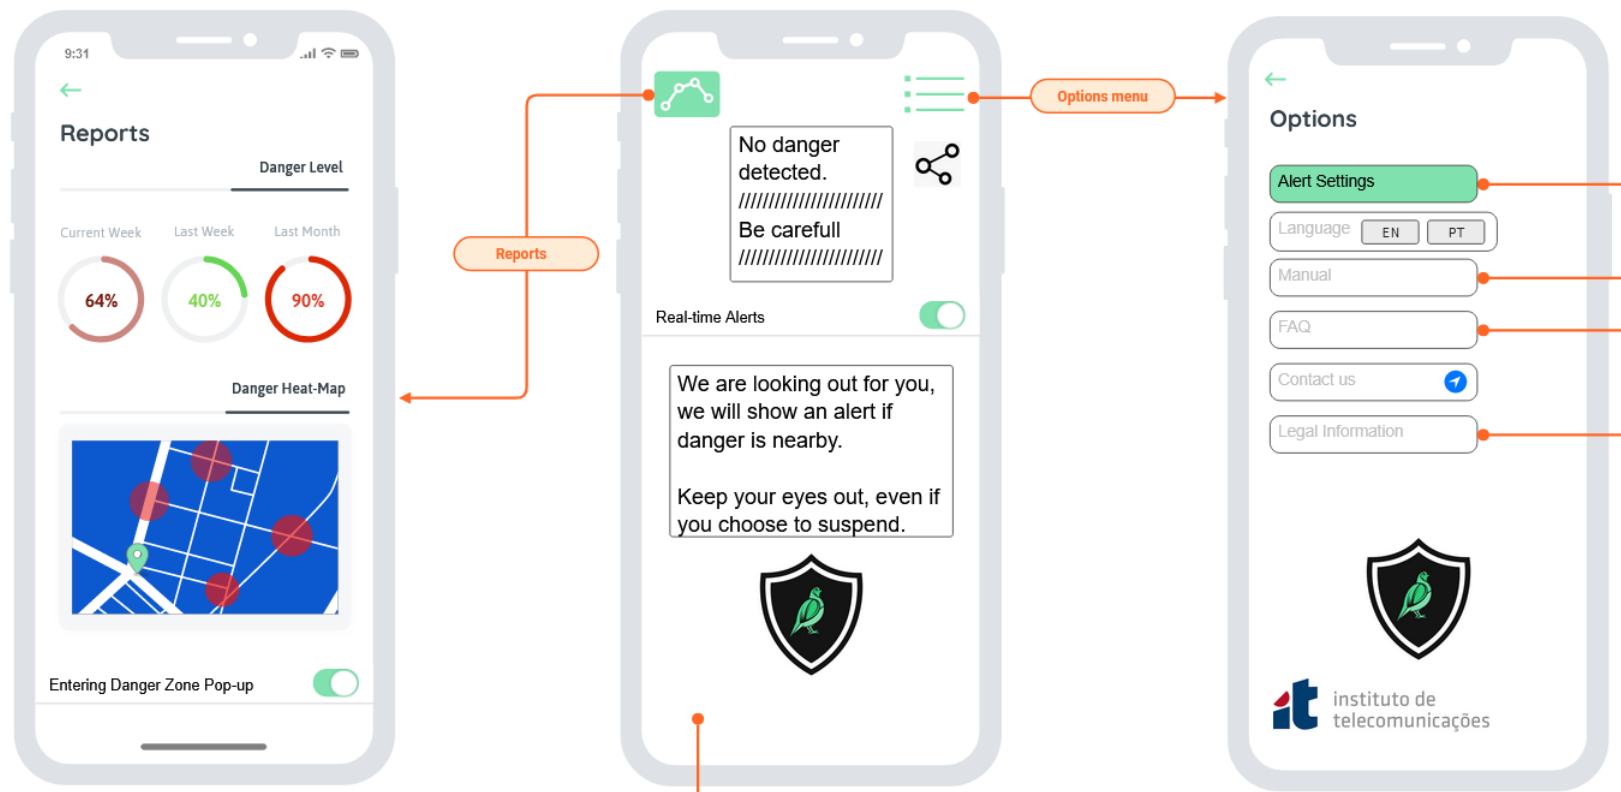 9:31
Reports
Danger Level
Current Week
Last Week
Last Month
64%
40%
90%
Danger Heat-Map
Entering Danger Zone Pop-up
Reports
No danger
detected.
////////////////////////
Be carefull
////////////////////////
Real-time Alerts
We are looking out for you,
we will show an alert if
danger is nearby.
Keep your eyes out, even if
you choose to suspend.
Options menu
Options
Alert Settings
Language EN PT
Manual
FAQ
Contact us
Legal Information
it instituto de
telecomunicações